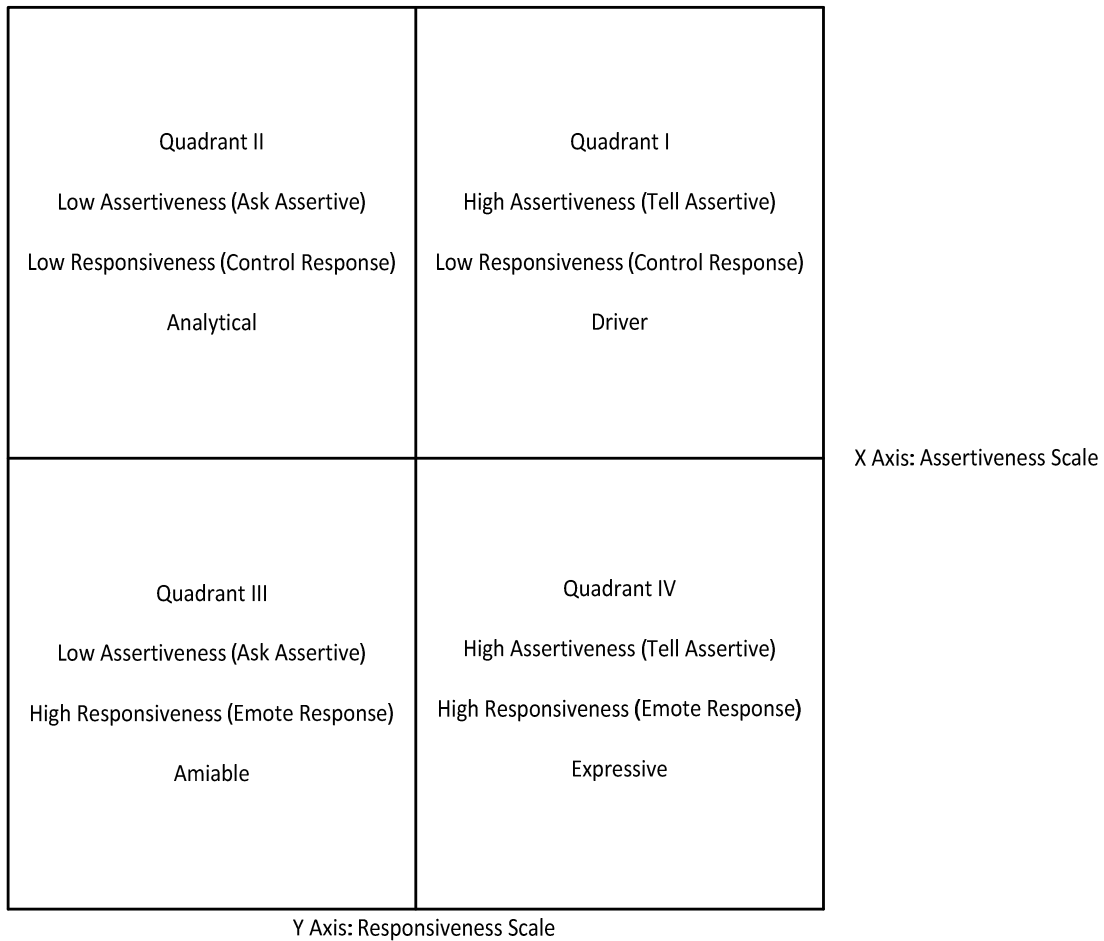 Quadrant II
Low Assertiveness (Ask Assertive)
Low Responsiveness (Control Response)
Analytical
Quadrant I
High Assertiveness (Tell Assertive)
Low Responsiveness (Control Response)
Driver
X Axis: Assertiveness Scale
Quadrant III
Low Assertiveness (Ask Assertive)
High Responsiveness (Emote Response)
Amiable
Quadrant IV
High Assertiveness (Tell Assertive)
High Responsiveness (Emote Response)
Expressive
Y Axis: Responsiveness Scale